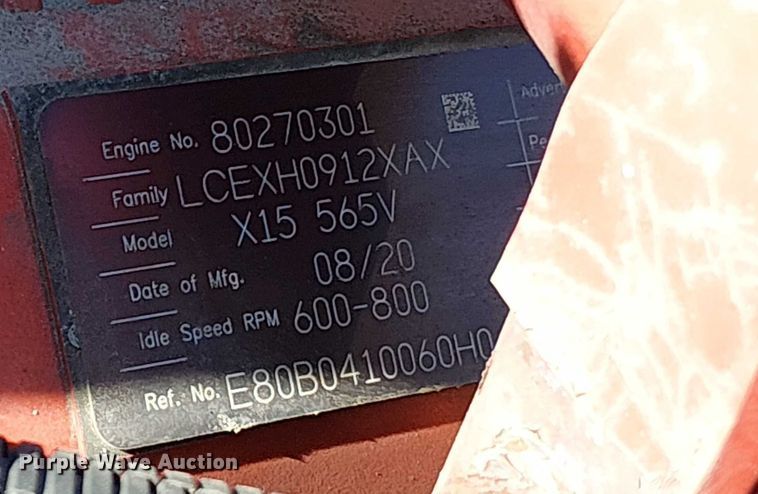 Engine No. 80270301
Family LCEXH0912XAX
Model X15 565V
Date of Mfg. 08/20
Idle Speed RPM 600-800
Ref. No. E80B0410060H0
Purple Wave Auction